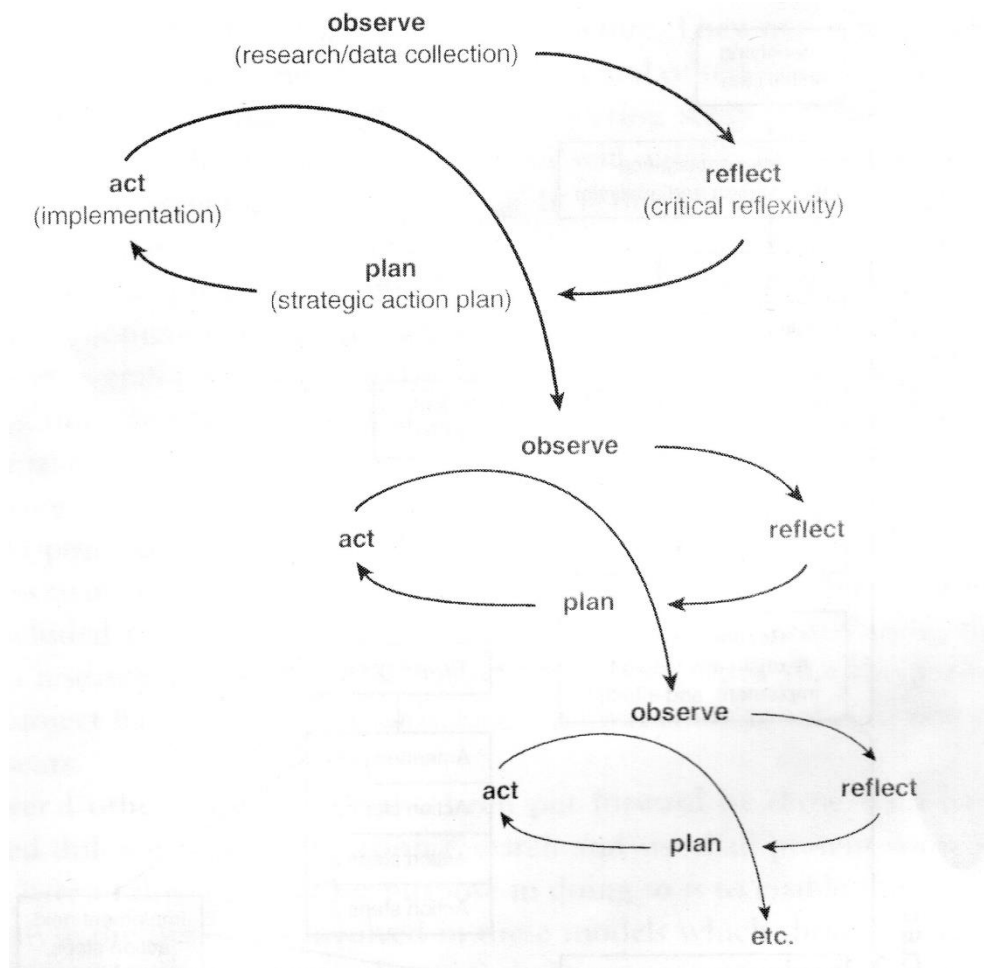 observe
(research/data collection)
reflect
(critical reflexivity)
act
(implementation)
plan
(strategic action plan)
observe
reflect
act
plan
observe
reflect
act
plan
etc.